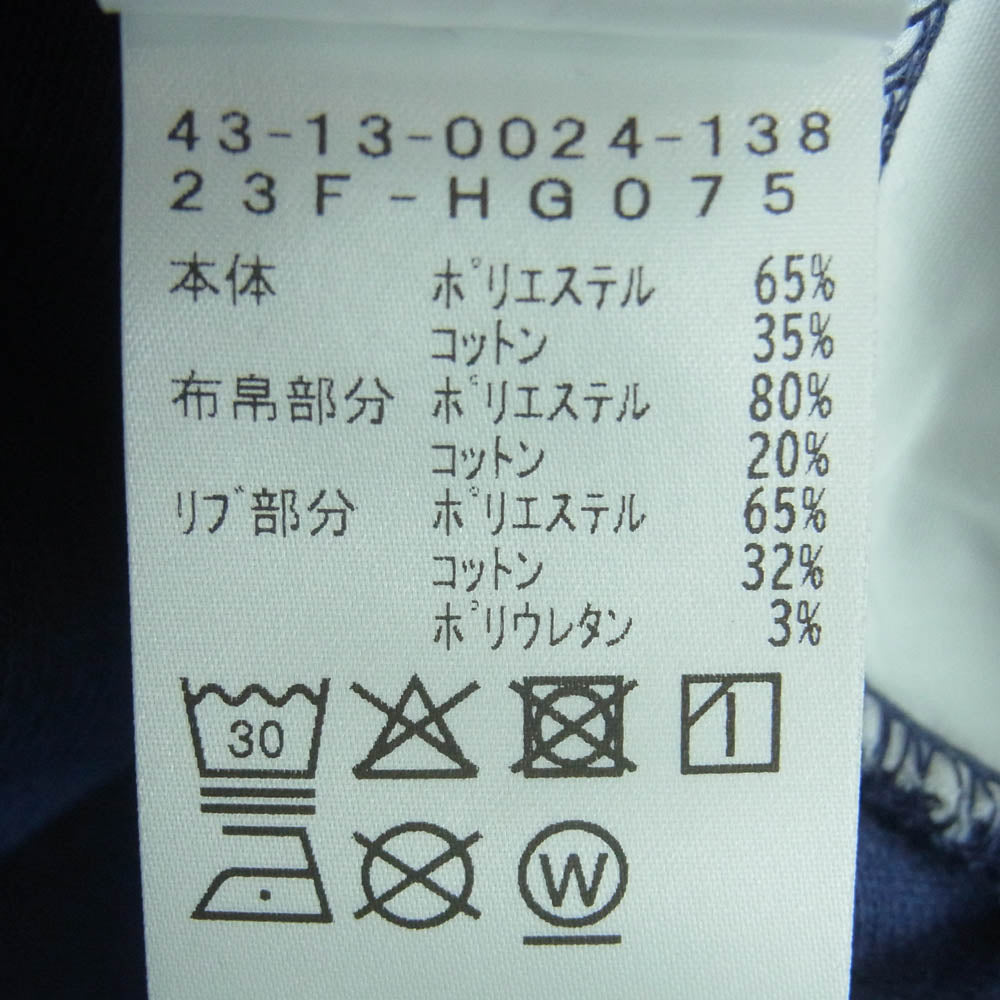 43-13-0024-138
23F-HG075
本体 ポリエステル 65%
コットン 35%
布帛部分 ポリエステル 80%
コットン 20%
リブ部分 ポリエステル 65%
コットン 32%
ポリウレタン 3%
30
W